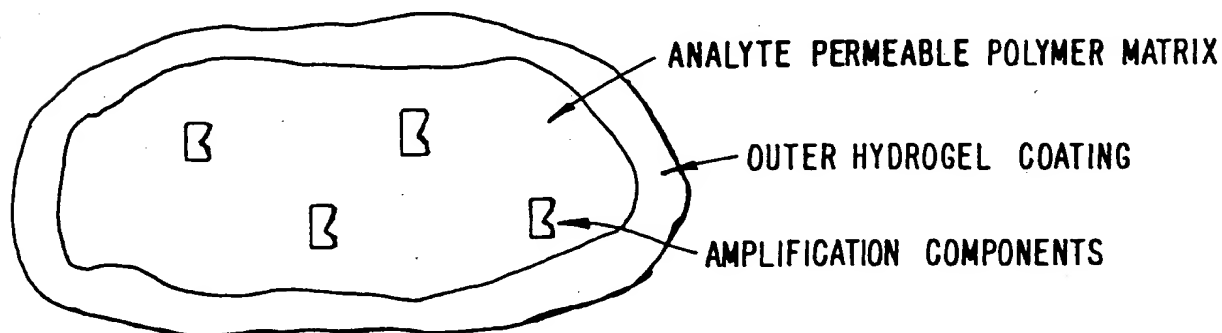 ANALYTE PERMEABLE POLYMER MATRIX
OUTER HYDROGEL COATING
AMPLIFICATION COMPONENTS